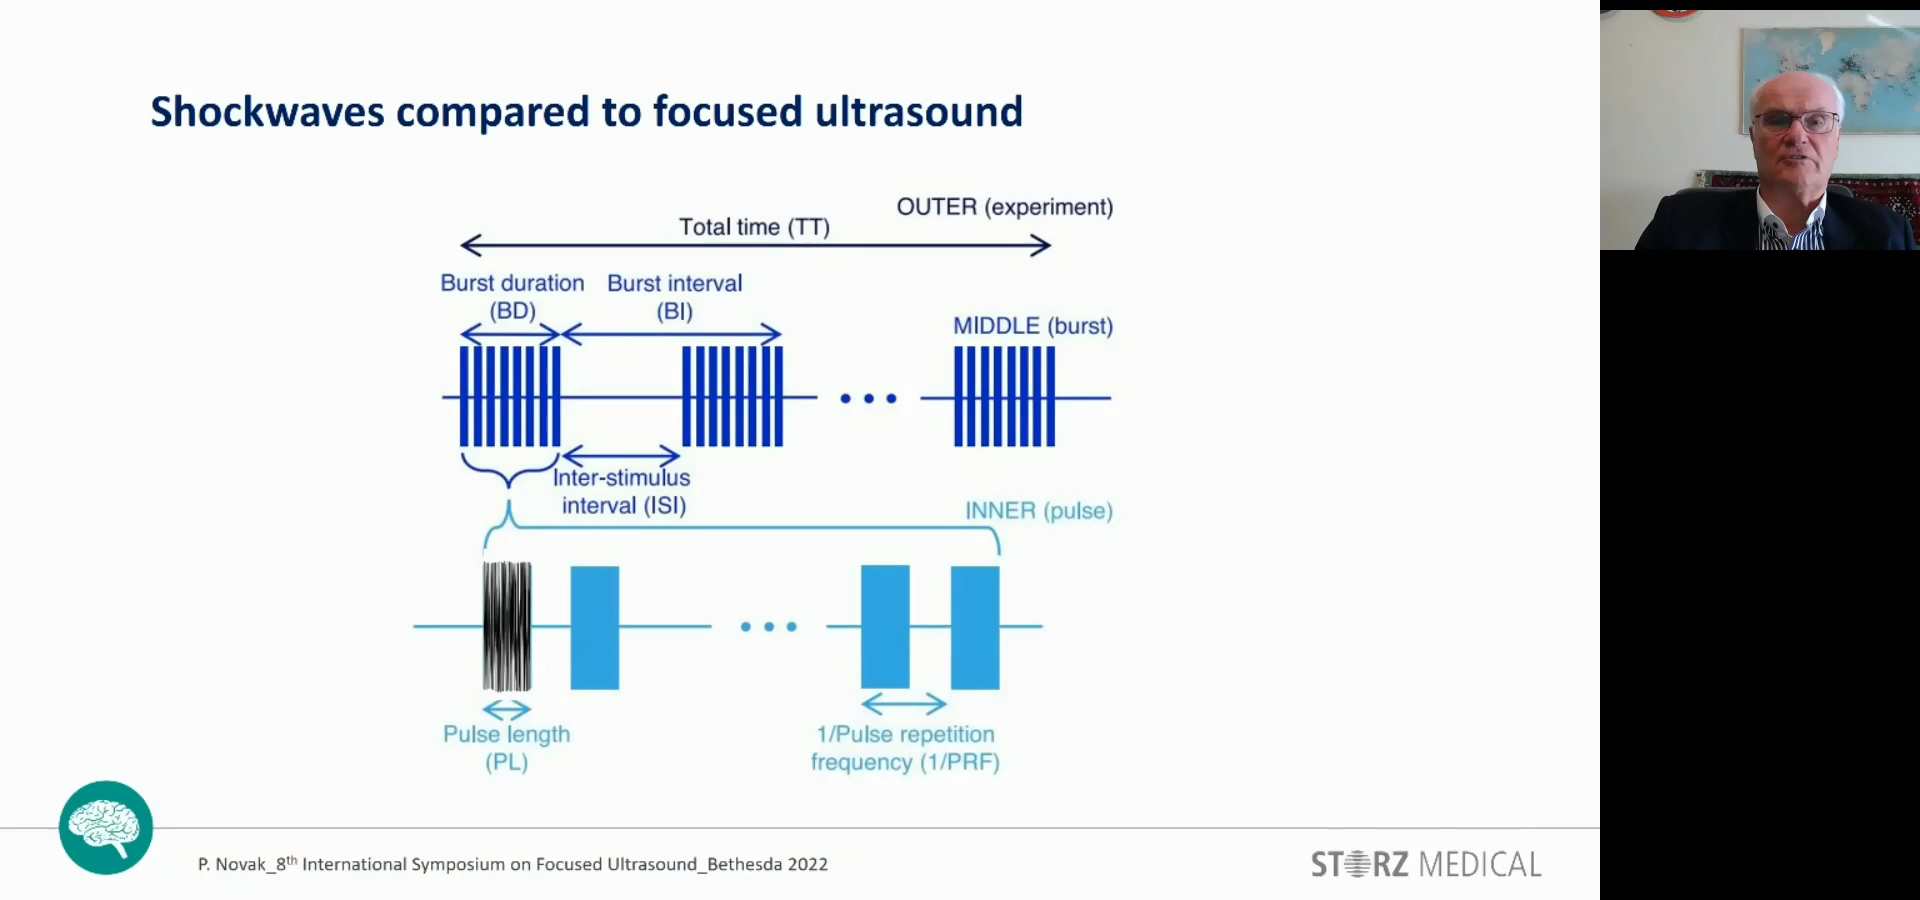 Shockwaves compared to focused ultrasound
OUTER (experiment)
Total time (TT)
Burst duration
(BD)
Burst interval
(BI)
MIDDLE (burst)
Inter-stimulus
interval (ISI)
INNER (pulse)
Pulse length
(PL)
1/Pulse repetition
frequency (1/PRF)
P. Novak_8th International Symposium on Focused Ultrasound_Bethesda 2022
STORZ MEDICAL